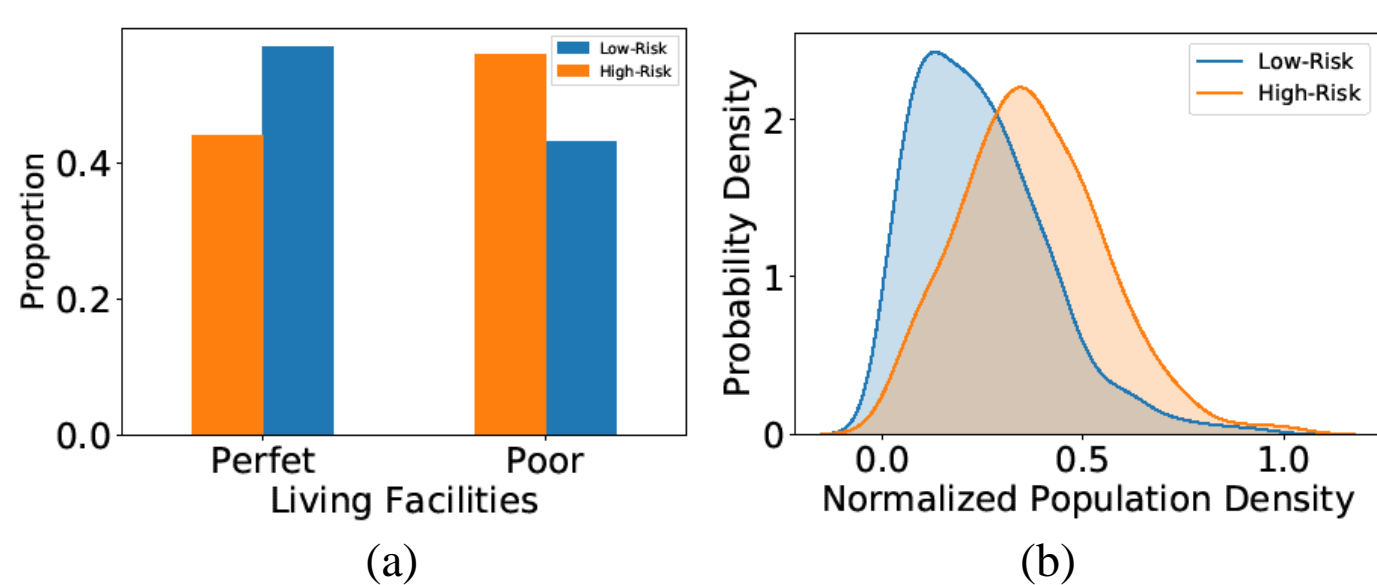 Low-Risk
High-Risk
Proportion
0.4
0.2
0.0
Perfet
Poor
Living Facilities
(a)
Low-Risk
High-Risk
Probability Density
2
1
0
0.0
0.5
1.0
Normalized Population Density
(b)